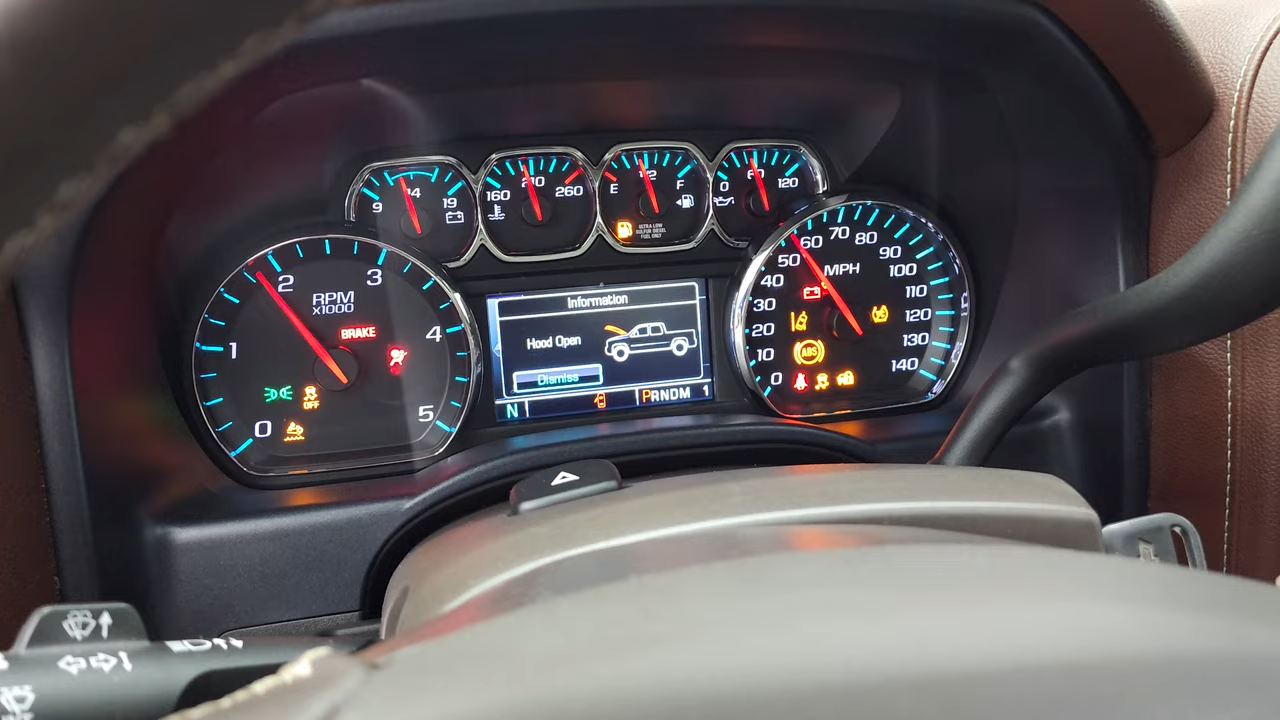 9 14 19
160 210 260
E 1/2 F
0 60 120
ULTRA LOW
SULFUR DIESEL
FUEL ONLY
0 1 2 3 4 5
RPM
x1000
BRAKE
OFF
Information
Hood Open
Dismiss
N
PRNDM 1
0 10 20 30 40 50 60 70 80 90 100 110 120 130 140
MPH
ABS